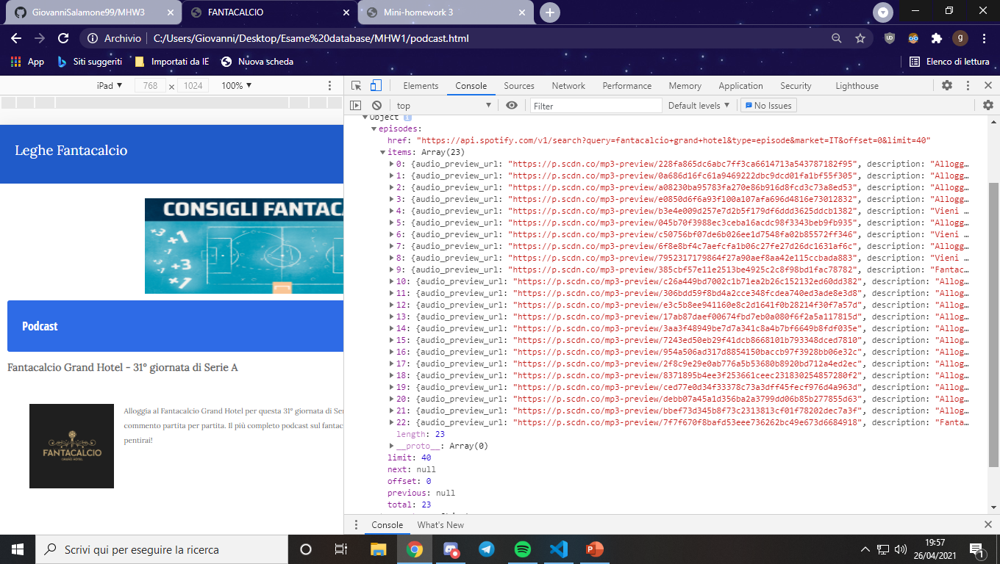 GiovanniSalamone99/MHW3
FANTACALCIO
Mini-homework 3
Archivio
C:/Users/Giovanni/Desktop/Esame%20database/MHW1/podcast.html
g
App
Siti suggeriti
Importati da IE
Nuova scheda
Elenco di lettura
iPad
768
×
1024
100%
Elements
Console
Sources
Network
Performance
Memory
Application
Security
Lighthouse
top
Filter
Default levels
No Issues
Leghe Fantacalcio
CONSIGLI FANTACA
+3
+1
-1
+3
+3
+1
Podcast
Fantacalcio Grand Hotel - 31° giornata di Serie A
FANTACALCIO
GRAND HOTEL
Alloggia al Fantacalcio Grand Hotel per questa 31° giornata di Se
commento partita per partita. Il più completo podcast sul fantac
pentirai!
Object
episodes:
href: "https://api.spotify.com/v1/search?query=fantacalcio+grand+hotel&type=episode&market=IT&offset=0&limit=40"
items: Array(23)
0: {audio_preview_url: "https://p.scdn.co/mp3-preview/228fa865dc6abc7ff3ca6614713a543787182f95", description: "Allogg…
1: {audio_preview_url: "https://p.scdn.co/mp3-preview/0a686d16fc61a9469222dbc9dcd01fa1bf55f305", description: "Allogg…
2: {audio_preview_url: "https://p.scdn.co/mp3-preview/a08230ba95783fa270e86b916d8fcd3c73a8ed53", description: "Allogg…
3: {audio_preview_url: "https://p.scdn.co/mp3-preview/e0850d6f6a93f100a107afa696d4816e73012832", description: "Allogg…
4: {audio_preview_url: "https://p.scdn.co/mp3-preview/b3e4e009d257e7d2b5f179df6ddd3625ddcb1382", description: "Vieni …
5: {audio_preview_url: "https://p.scdn.co/mp3-preview/045b70f3988ec3ceba16acdc98f3343beb9fb935", description: "Allogg…
6: {audio_preview_url: "https://p.scdn.co/mp3-preview/c50756bf07de6b026ee1d7548fa02b85572ff346", description: "Vieni …
7: {audio_preview_url: "https://p.scdn.co/mp3-preview/6f8e8bf4c7aefcfa1b06c27fe27d26dc1631af6c", description: "Allogg…
8: {audio_preview_url: "https://p.scdn.co/mp3-preview/7952317179864f27a90aef8aa42e115ccbada883", description: "Vieni …
9: {audio_preview_url: "https://p.scdn.co/mp3-preview/385cbf57e11e2513be4925c2c8f98bd1fac78782", description: "Fantac…
10: {audio_preview_url: "https://p.scdn.co/mp3-preview/c26a449bd7002c1b71ea2b26c152132ed60dd382", description: "Allog…
11: {audio_preview_url: "https://p.scdn.co/mp3-preview/306bdd59f8bd4a2cce348fcdea740ed3ade8e3d8", description: "Allog…
12: {audio_preview_url: "https://p.scdn.co/mp3-preview/e3c5b8ee941160e8c2d1641f0b28214f30f7a57d", description: "Allog…
13: {audio_preview_url: "https://p.scdn.co/mp3-preview/17ab87daef00674fbd7eb0a080f6f2a5a117815d", description: "Allog…
14: {audio_preview_url: "https://p.scdn.co/mp3-preview/3aa3f48949be7d7a341c8a4b7bf6649b8fdf035e", description: "Allog…
15: {audio_preview_url: "https://p.scdn.co/mp3-preview/7243ed50eb29f41dcb8668101b793348dced7810", description: "Allog…
16: {audio_preview_url: "https://p.scdn.co/mp3-preview/954a506ad317d8854150baccb97f3928bb06e32c", description: "Allog…
17: {audio_preview_url: "https://p.scdn.co/mp3-preview/2f8c9e29e0ab776a5b53680b8920bd712a4ed2ec", description: "Allog…
18: {audio_preview_url: "https://p.scdn.co/mp3-preview/8371895b4ee3f253661ceec231830254857280f2", description: "Allog…
19: {audio_preview_url: "https://p.scdn.co/mp3-preview/ced77e0d34f33378c73a3dff45fecf976d4a963d", description: "Allog…
20: {audio_preview_url: "https://p.scdn.co/mp3-preview/debb07a45a1d356ba2a3799dd06b85b277855d63", description: "Allog…
21: {audio_preview_url: "https://p.scdn.co/mp3-preview/bbef73d345b8f73c2313813cf01f78202dec7a3f", description: "Allog…
22: {audio_preview_url: "https://p.scdn.co/mp3-preview/7f7f670f8bafd53eee736262bc49e673d6684918", description: "Fanta…
length: 23
__proto__: Array(0)
limit: 40
next: null
offset: 0
previous: null
total: 23
Console
What's New
Scrivi qui per eseguire la ricerca
19:57
26/04/2021
1